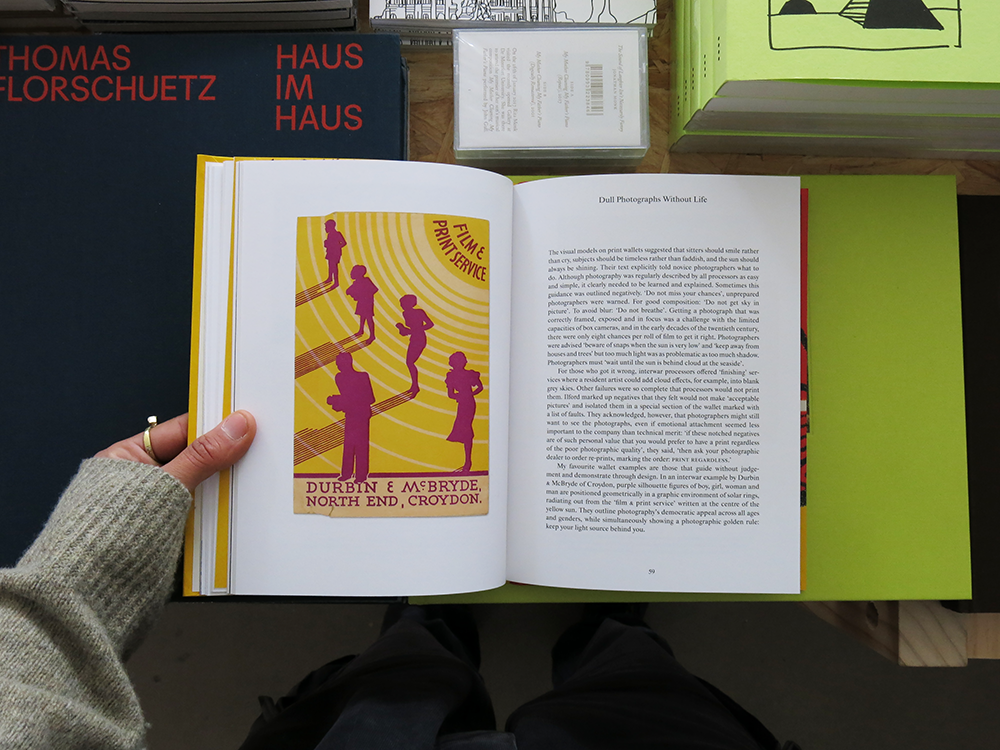 THOMAS
FLORSCHUETZ
HAUS
IM
HAUS
FILM &
PRINT SERVICE
DURBIN & McBRYDE,
NORTH END, CROYDON.
Dull Photographs Without Life
The visual models on print wallets suggested that sitters should smile rather
than cry, subjects should be timeless rather than faddish, and the sun should
always be shining. Their text explicitly told novice photographers what to
do. Although photography was regularly described by all processors as easy
and simple, it clearly needed to be learned and explained. Sometimes this
guidance was outlined negatively. ‘Do not miss your chances’, unprepared
photographers were warned. For good composition: ‘Do not get sky in
picture’. To avoid blur: ‘Do not breathe’. Getting a photograph that was
correctly framed, exposed and in focus was a challenge with the limited
capacities of box cameras, and in the early decades of the twentieth century,
there were only eight chances per roll of film to get it right. Photographers
were advised ‘beware of snaps when the sun is very low’ and ‘keep away from
houses and trees’ but too much light was as problematic as too much shadow.
Photographers must ‘wait until the sun is behind cloud at the seaside’.
For those who got it wrong, interwar processors offered ‘finishing’ ser-
vices where a resident artist could add cloud effects, for example, into blank
grey skies. Other failures were so complete that processors would not print
them. Ilford marked up negatives that they felt would not make ‘acceptable
pictures’ and isolated them in a special section of the wallet marked with
a list of faults. They acknowledged, however, that photographers might still
want to see the photographs, even if emotional attachment seemed less
important to the company than technical merit: ‘if these notched negatives
are of such personal value that you would prefer to have a print regardless
of the poor photographic quality’, they said, ‘then ask your photographic
dealer to order re-prints, marking the order: PRINT REGARDLESS.’
My favourite wallet examples are those that guide without judge-
ment and demonstrate through design. In an interwar example by Durbin
& McBryde of Croydon, purple silhouette figures of boy, girl, woman and
man are positioned geometrically in a graphic environment of solar rings,
radiating out from the ‘film & print service’ written at the centre of the
yellow sun. They outline photography’s democratic appeal across all ages
and genders, while simultaneously showing a photographic golden rule:
keep your light source behind you.
59